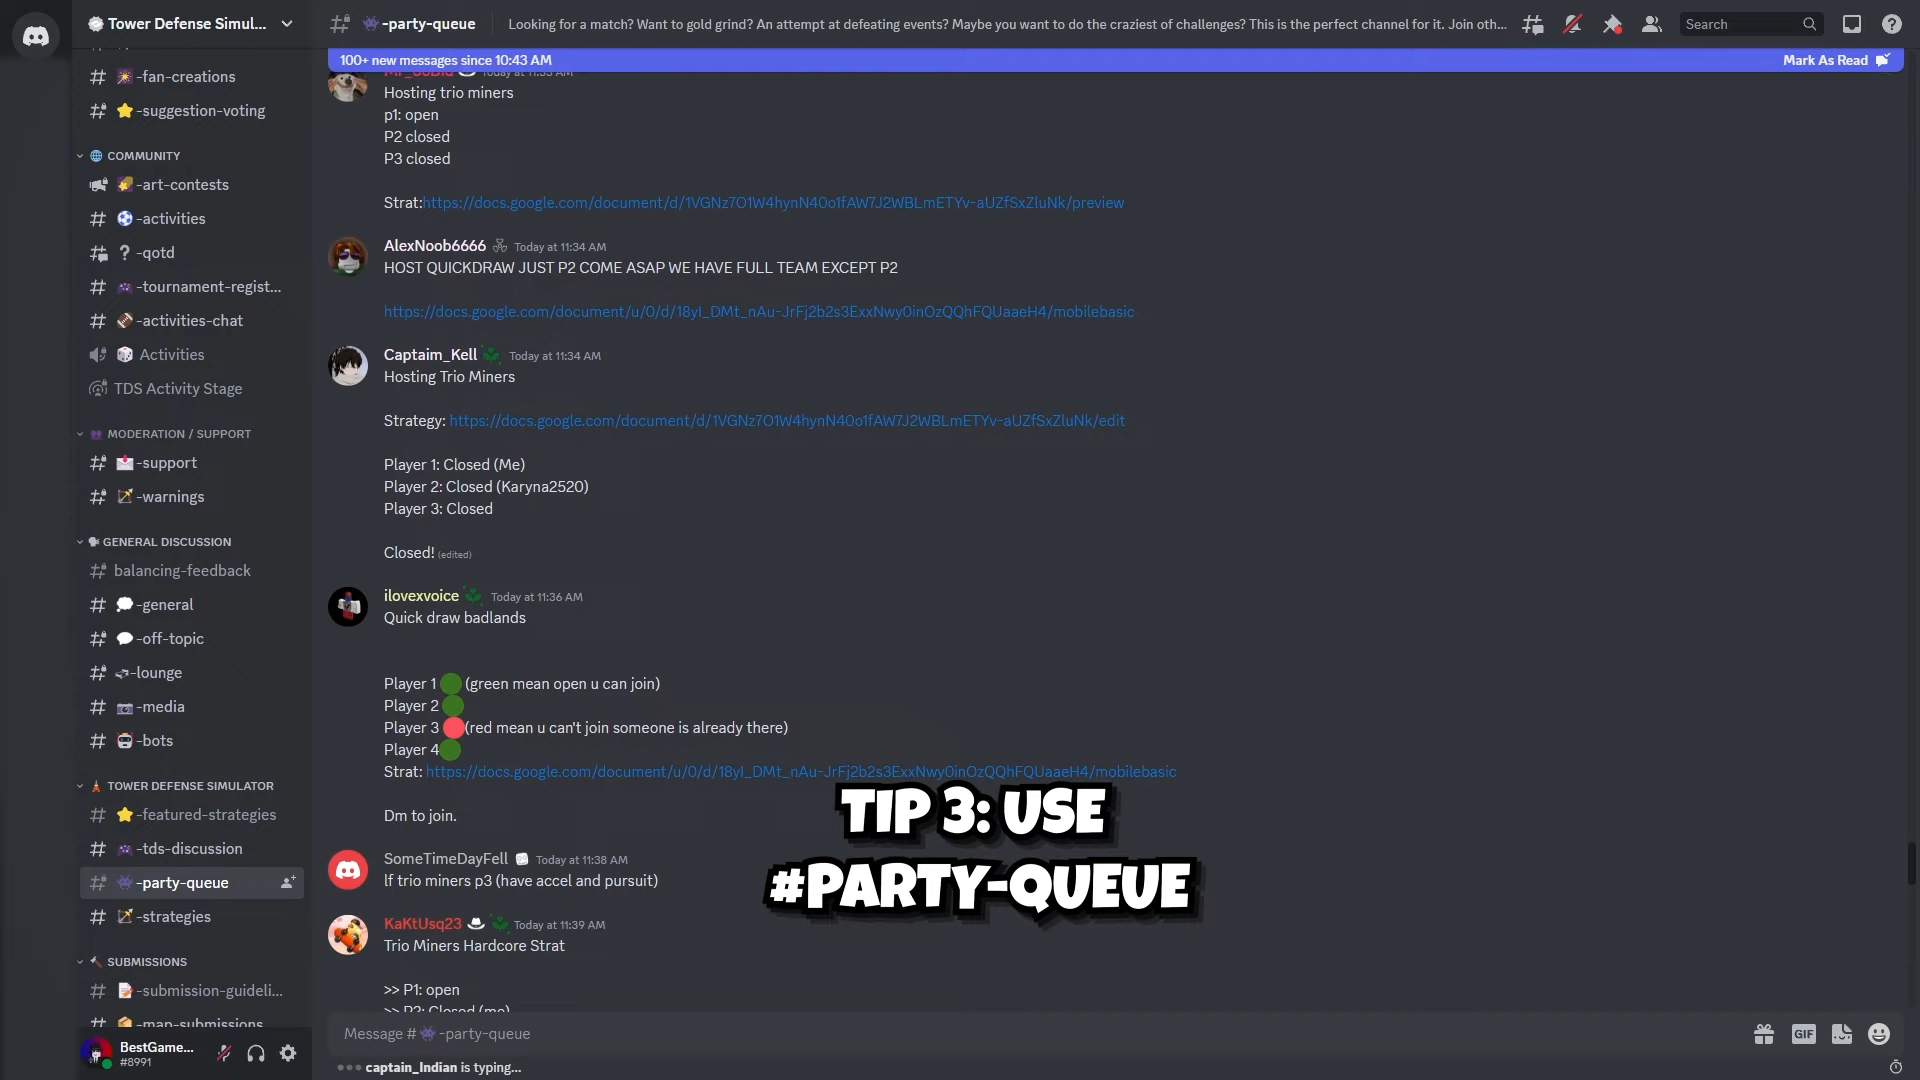 Tower Defense Simul...
-party-queue
Looking for a match? Want to gold grind? An attempt at defeating events? Maybe you want to do the craziest of challenges? This is the perfect channel for it. Join oth...
Search
100+ new messages since 10:43 AM
Mark As Read
-fan-creations
-suggestion-voting
COMMUNITY
-art-contests
-activities
-qotd
-tournament-regist...
-activities-chat
Activities
TDS Activity Stage
MODERATION / SUPPORT
-support
-warnings
GENERAL DISCUSSION
balancing-feedback
-general
-off-topic
-lounge
-media
-bots
TOWER DEFENSE SIMULATOR
-featured-strategies
-tds-discussion
-party-queue
-strategies
SUBMISSIONS
-submission-guideli...
-map-submissions
BestGame...
#8991
Today at 11:33 AM
Hosting trio miners
p1: open
P2 closed
P3 closed
Strat:https://docs.google.com/document/d/1VGNz7O1W4hynN40o1fAW7J2WBLmETYv-aUZfSxZluNk/preview
AlexNoob6666 Today at 11:34 AM
HOST QUICKDRAW JUST P2 COME ASAP WE HAVE FULL TEAM EXCEPT P2
https://docs.google.com/document/u/0/d/18yI_DMt_nAu-JrFj2b2s3ExxNwy0inOzQQhFQUaaeH4/mobilebasic
Captaim_Kell Today at 11:34 AM
Hosting Trio Miners
Strategy: https://docs.google.com/document/d/1VGNz7O1W4hynN40o1fAW7J2WBLmETYv-aUZfSxZluNk/edit
Player 1: Closed (Me)
Player 2: Closed (Karyna2520)
Player 3: Closed
Closed! (edited)
ilovexvoice Today at 11:36 AM
Quick draw badlands
Player 1 (green mean open u can join)
Player 2
Player 3 (red mean u can't join someone is already there)
Player 4
Strat: https://docs.google.com/document/u/0/d/18yI_DMt_nAu-JrFj2b2s3ExxNwy0inOzQQhFQUaaeH4/mobilebasic
Dm to join.
SomeTimeDayFell Today at 11:38 AM
lf trio miners p3 (have accel and pursuit)
KaKtUsq23 Today at 11:39 AM
Trio Miners Hardcore Strat
>> P1: open
>> P2: Closed (me)
TIP 3: USE
#PARTY-QUEUE
Message # -party-queue
GIF
captain_Indian is typing...